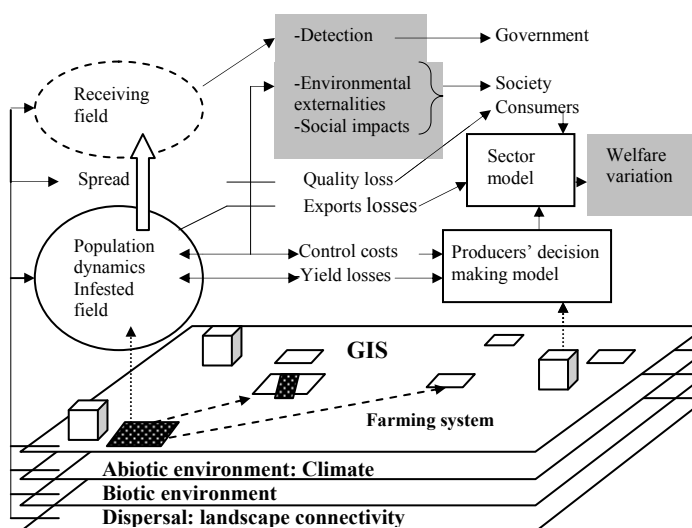 -Detection
Government
-Environmental
externalities
-Social impacts
Society
Consumers
Receiving
field
Sector
model
Welfare
variation
Spread
Quality loss
Exports losses
Population
dynamics
Infested
field
Control costs
Yield losses
Producers’ decision
making model
GIS
Farming system
Abiotic environment: Climate
Biotic environment
Dispersal: landscape connectivity